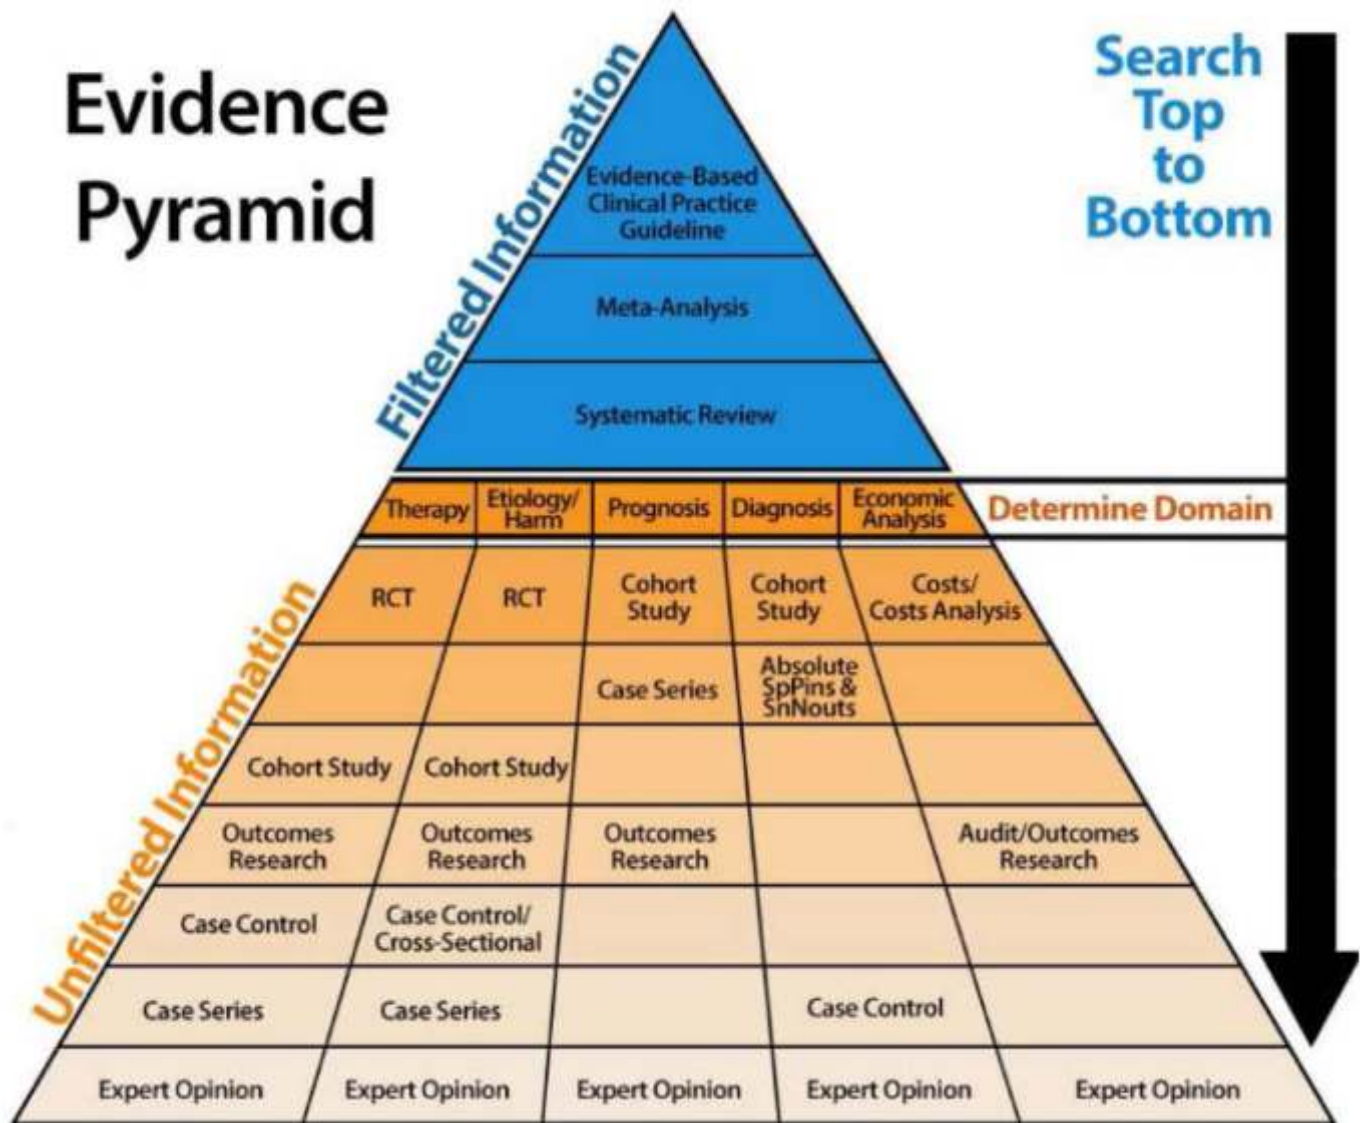 Evidence
Pyramid
Filtered Information
Search
Top
to
Bottom
Evidence-Based
Clinical Practice
Guideline
Meta-Analysis
Systematic Review
Therapy
Etiology/
Harm
Prognosis
Diagnosis
Economic
Analysis
Determine Domain
Unfiltered Information
RCT
RCT
Cohort
Study
Cohort
Study
Costs/
Costs Analysis
Case Series
Absolute
SpPins &
SnNouts
Cohort Study
Cohort Study
Outcomes
Research
Outcomes
Research
Outcomes
Research
Audit/Outcomes
Research
Case Control
Case Control/
Cross-Sectional
Case Series
Case Series
Case Control
Expert Opinion
Expert Opinion
Expert Opinion
Expert Opinion
Expert Opinion